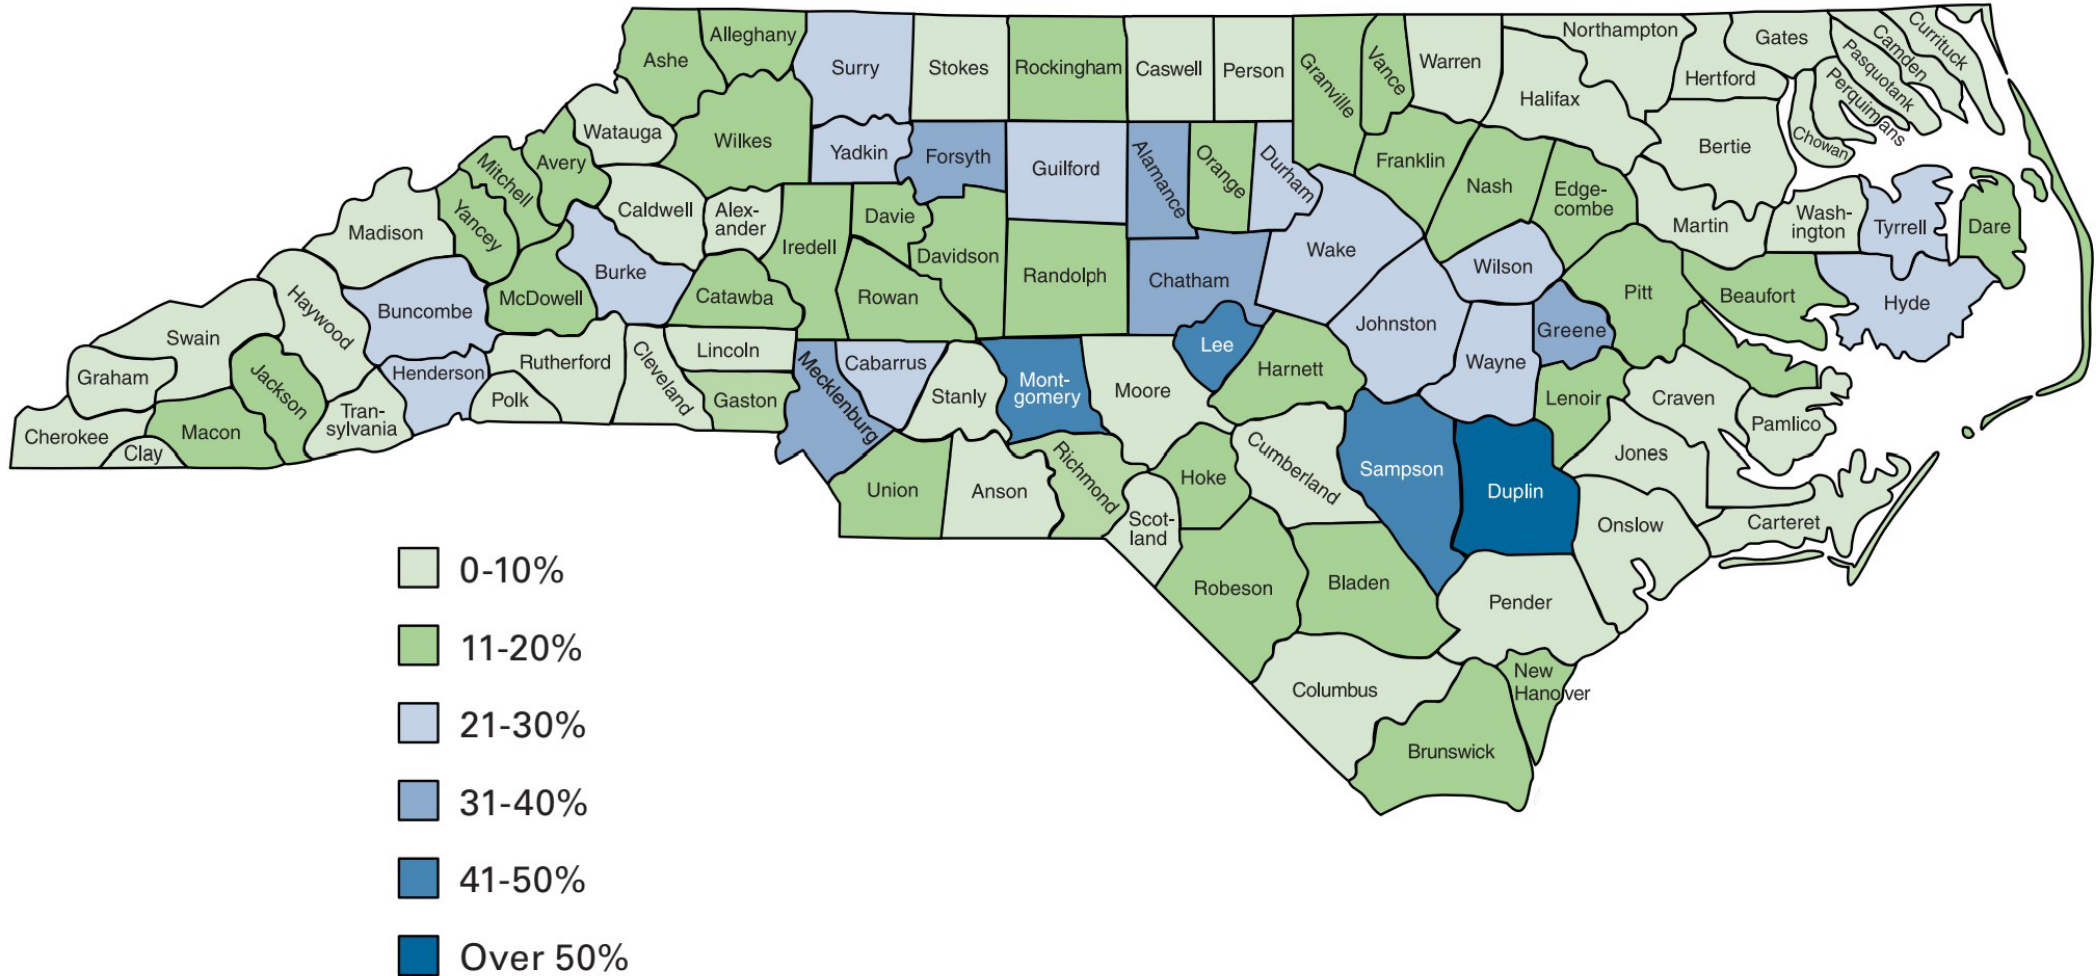 Ashe
Alleghany
Surry
Stokes
Rockingham
Caswell
Person
Granville
Vance
Warren
Northampton
Gates
Camden
Currituck
Pasquotank
Perquimans
Hertford
Halifax
Watauga
Wilkes
Yadkin
Forsyth
Guilford
Alamance
Orange
Durham
Franklin
Nash
Edge-
combe
Bertie
Chowan
Mitchell
Avery
Yancey
Madison
Caldwell
Alex-
ander
Iredell
Davie
Davidson
Randolph
Chatham
Wake
Wilson
Martin
Wash-
ington
Tyrrell
Dare
Buncombe
McDowell
Burke
Catawba
Rowan
Johnston
Greene
Pitt
Beaufort
Hyde
Haywood
Swain
Graham
Jackson
Henderson
Rutherford
Cleveland
Lincoln
Gaston
Mecklenburg
Cabarrus
Stanly
Mont-
gomery
Moore
Lee
Harnett
Wayne
Lenoir
Craven
Pamlico
Cherokee
Clay
Macon
Tran-
sylvania
Polk
Union
Anson
Richmond
Scot-
land
Hoke
Cumberland
Sampson
Duplin
Jones
Onslow
Carteret
Robeson
Bladen
Pender
Columbus
Brunswick
New
Hanover
0-10%
11-20%
21-30%
31-40%
41-50%
Over 50%